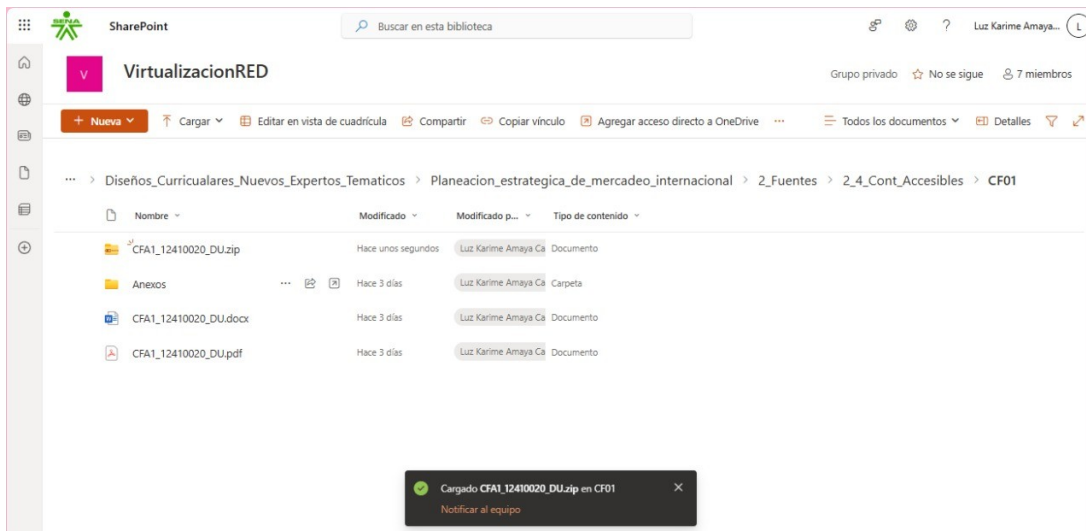 SENA
SharePoint
Buscar en esta biblioteca
Luz Karime Amaya... L
V
VirtualizacionRED
Grupo privado No se sigue 7 miembros
+ Nueva Cargar Editar en vista de cuadrícula Compartir Copiar vínculo Agregar acceso directo a OneDrive ... Todos los documentos Detalles
... > Diseños_Curricualares_Nuevos_Expertos_Tematicos > Planeacion_estrategica_de_mercadeo_internacional > 2_Fuentes > 2_4_Cont_Accesibles > CF01
Nombre Modificado Modificado p... Tipo de contenido
CFA1_12410020_DU.zip Hace unos segundos Luz Karime Amaya Ca Documento
Anexos ... Hace 3 días Luz Karime Amaya Ca Carpeta
CFA1_12410020_DU.docx Hace 3 días Luz Karime Amaya Ca Documento
CFA1_12410020_DU.pdf Hace 3 días Luz Karime Amaya Ca Documento
Cargado CFA1_12410020_DU.zip en CF01
Notificar al equipo